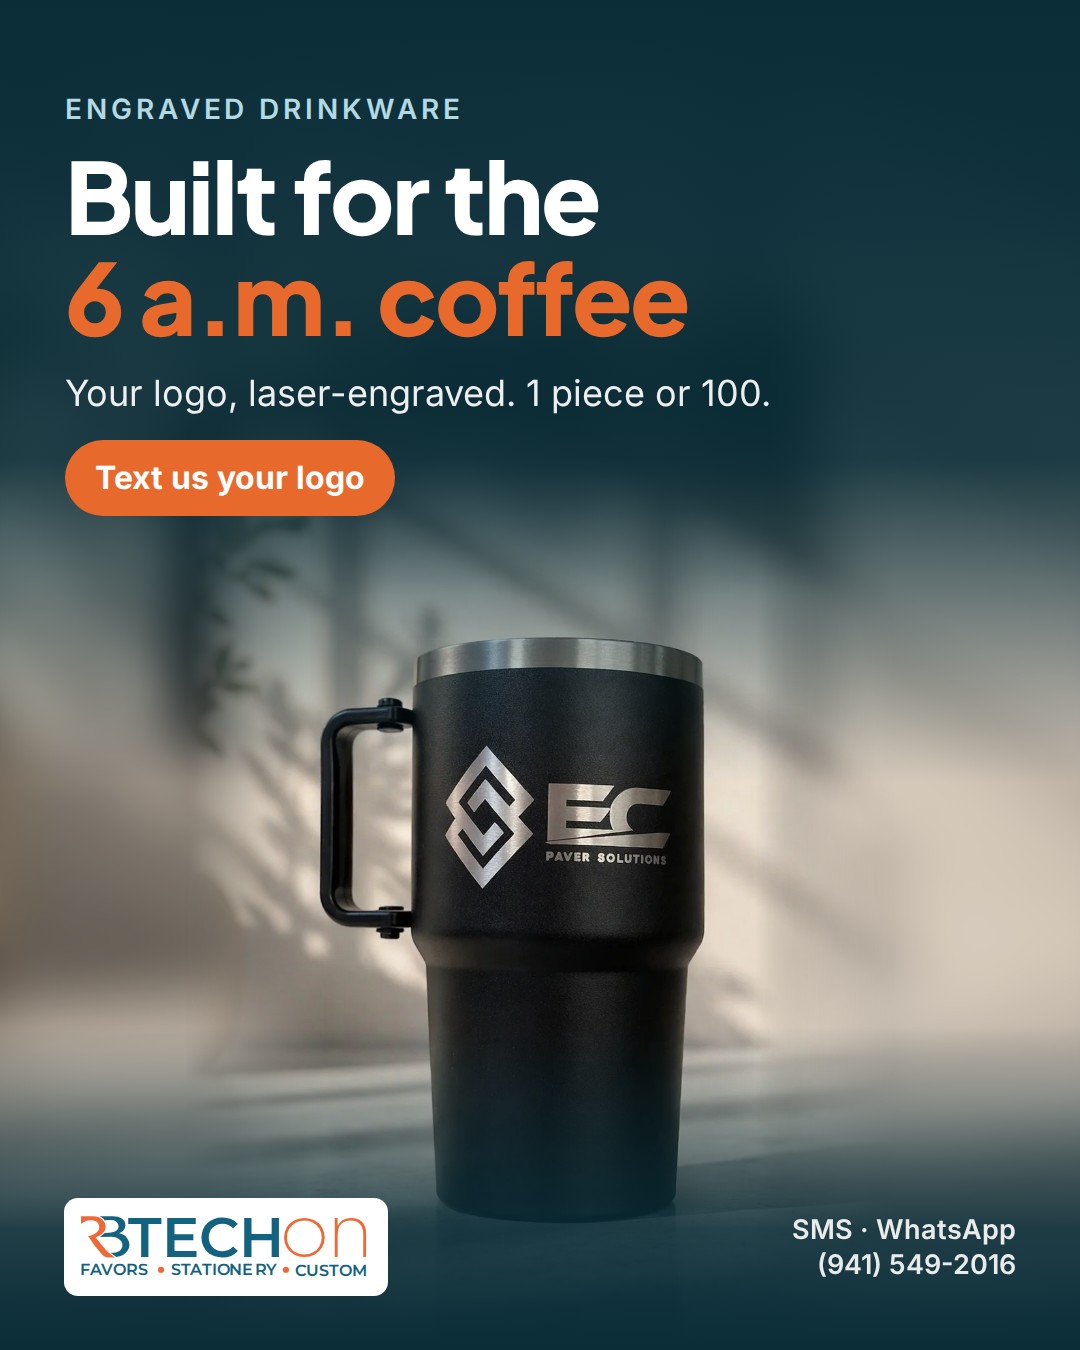 ENGRAVED DRINKWARE
Built for the
6 a.m. coffee
Your logo, laser-engraved. 1 piece or 100.
Text us your logo
EC
PAVER SOLUTIONS
RBTECHon
FAVORS • STATIONERY • CUSTOM
SMS · WhatsApp
(941) 549-2016